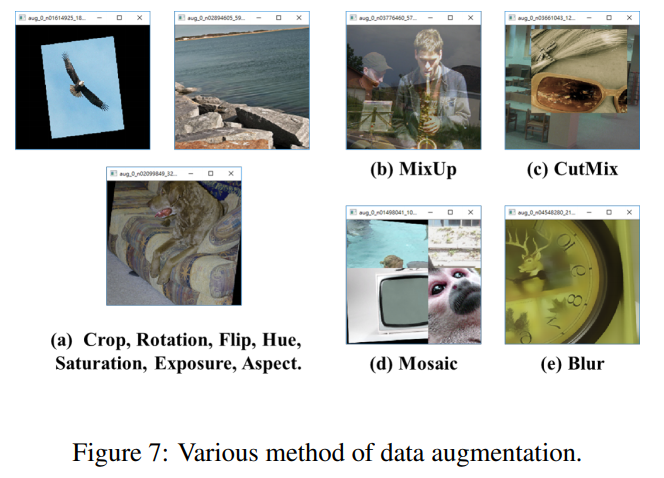 aug_0_n01614925_18...
aug_0_n02894605_59...
aug_0_n03776460_57...
aug_0_n03661043_12...
(b) MixUp
(c) CutMix
aug_0_n02099849_32...
aug_0_n01498041_10...
aug_0_n04548280_21...
(a) Crop, Rotation, Flip, Hue,
Saturation, Exposure, Aspect.
(d) Mosaic
(e) Blur
Figure 7: Various method of data augmentation.